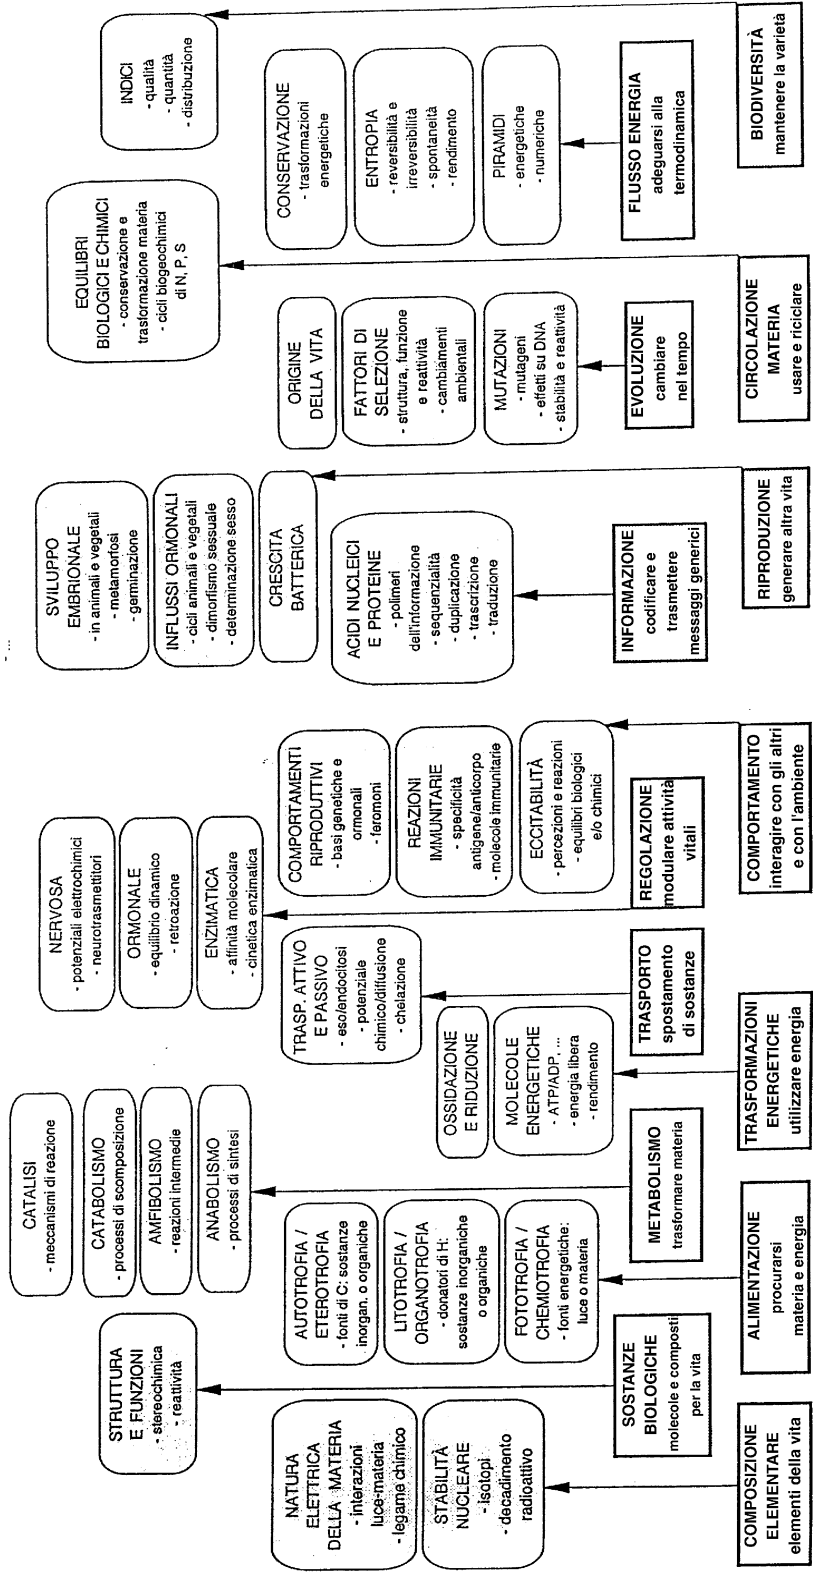 NATURA
ELETTRICA
DELLA MATERIA
- interazioni
luce-materia
- legame chimico
STABILITÀ
NUCLEARE
- isotopi
- decadimento
radioattivo
COMPOSIZIONE
ELEMENTARE
elementi della vita
STRUTTURA
E FUNZIONI
- stereochimica
- reattività
SOSTANZE
BIOLOGICHE
molecole e composti
per la vita
AUTOTROFIA /
ETEROTROFIA
- fonti di C: sostanze
inorgan. o organiche
LITOTROFIA /
ORGANOTROFIA
- donatori di H:
sostanze inorganiche
o organiche
FOTOTROFIA /
CHEMIOTROFIA
- fonti energetiche:
luce o materia
ALIMENTAZIONE
procurarsi
materia e energia
CATALISI
- meccanismi di reazione
CATABOLISMO
- processi di scomposizione
AMFIBOLISMO
- reazioni intermedie
ANABOLISMO
- processi di sintesi
METABOLISMO
trasformare materia
OSSIDAZIONE
E RIDUZIONE
MOLECOLE
ENERGETICHE
- ATP/ADP, ...
- energia libera
- rendimento
TRASFORMAZIONI
ENERGETICHE
utilizzare energia
TRASP. ATTIVO
E PASSIVO
- eso/endocitosi
- potenziale
chimico/diffusione
- chelazione
TRASPORTO
spostamento
di sostanze
NERVOSA
- potenziali elettrochimici
- neurotrasmettitori
ORMONALE
- equilibrio dinamico
- retroazione
ENZIMATICA
- affinità molecolare
- cinetica enzimatica
REGOLAZIONE
modulare attività
vitali
COMPORTAMENTI
RIPRODUTTIVI
- basi genetiche e
ormonali
- feromoni
REAZIONI
IMMUNITARIE
- specificità
antigene/anticorpo
- molecole immunitarie
ECCITABILITÀ
- percezioni e reazioni
- equilibri biologici
e/o chimici
COMPORTAMENTO
interagire con gli altri
e con l'ambiente
ACIDI NUCLEICI
E PROTEINE
- polimeri
dell'informazione
- sequenzialità
- duplicazione
- trascrizione
- traduzione
INFORMAZIONE
codificare e
trasmettere
messaggi generici
SVILUPPO
EMBRIONALE
- in animali e vegetali
- metamorfosi
- germinazione
INFLUSSI ORMONALI
- cicli animali e vegetali
- dimorfismo sessuale
- determinazione sesso
CRESCITA
BATTERICA
RIPRODUZIONE
generare altra vita
ORIGINE
DELLA VITA
FATTORI DI
SELEZIONE
- struttura, funzione
e reattività
- cambiamenti
ambientali
MUTAZIONI
- mutageni
- effetti su DNA
- stabilità e reattività
EVOLUZIONE
cambiare
nel tempo
EQUILIBRI
BIOLOGICI E CHIMICI
- conservazione e
trasformazione materia
- cicli biogeochimici
di N, P, S
CIRCOLAZIONE
MATERIA
usare e riciclare
CONSERVAZIONE
- trasformazioni
energetiche
ENTROPIA
- reversibilità e
irreversibilità
- spontaneità
- rendimento
PIRAMIDI
- energetiche
- numeriche
FLUSSO ENERGIA
adeguarsi alla
termodinamica
INDICI
- qualità
- quantità
- distribuzione
BIODIVERSITÀ
mantenere la varietà